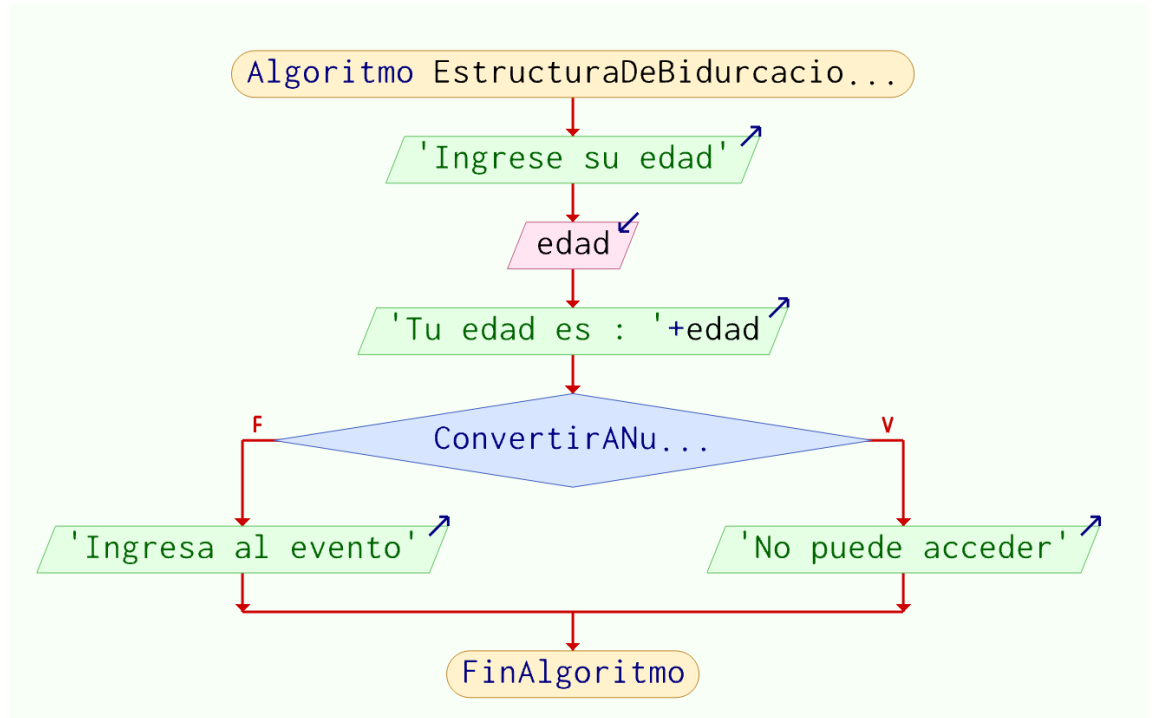 Algoritmo EstructuraDeBidurcacio...
'Ingrese su edad'
edad
'Tu edad es : '+edad
F
V
ConvertirANu...
'Ingresa al evento'
'No puede acceder'
FinAlgoritmo